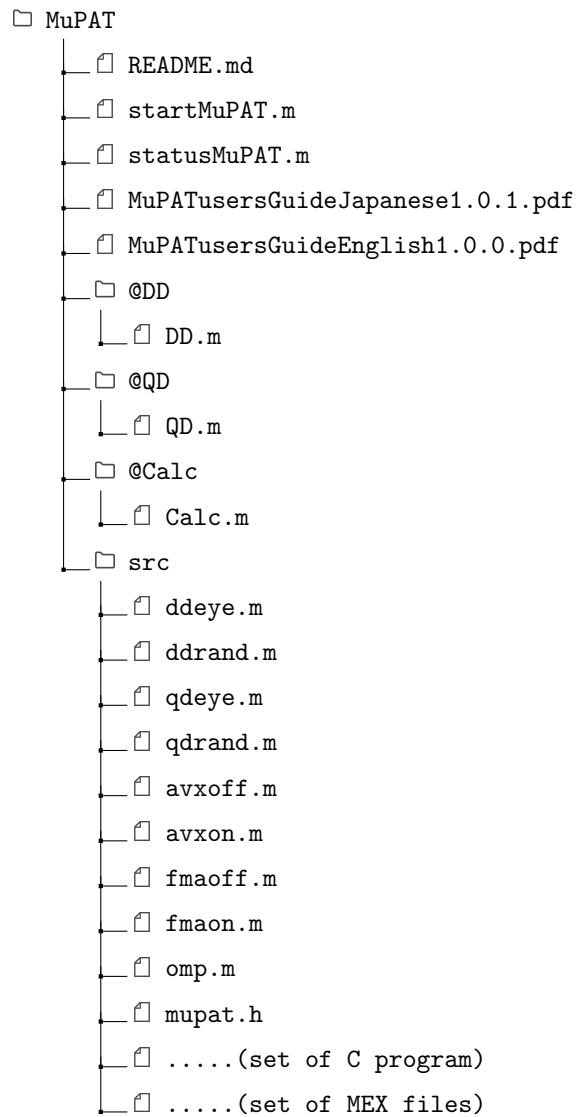 MuPAT
README.md
startMuPAT.m
statusMuPAT.m
MuPATusersGuideJapanese1.0.1.pdf
MuPATusersGuideEnglish1.0.0.pdf
@DD
DD.m
@QD
QD.m
@Calc
Calc.m
src
ddeye.m
ddrand.m
qdeye.m
qdrand.m
avxoff.m
avxon.m
fmaoff.m
fmaon.m
omp.m
mupat.h
.....(set of C program)
.....(set of MEX files)